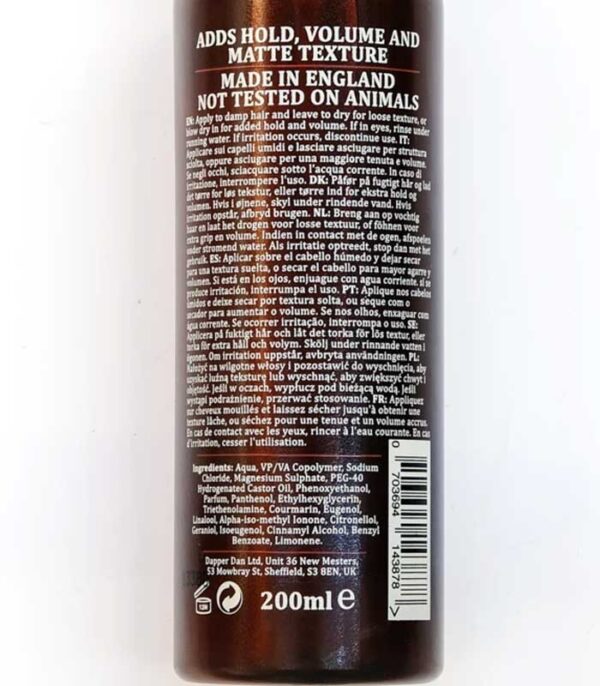 ADDS HOLD, VOLUME AND
MATTE TEXTURE
MADE IN ENGLAND
NOT TESTED ON ANIMALS
EN: Apply to damp hair and leave to dry for loose texture, or
blow dry in for added hold and volume. If in eyes, rinse under
running water. If irritation occurs, discontinue use. IT:
Applicare sui capelli umidi e lasciare asciugare per struttura
sciolta, oppure asciugare per una maggiore tenuta e volume.
Se negli occhi, sciacquare sotto l'acqua corrente. In caso di
irritazione, interrompere l'uso. DK: Påfør på fugtigt hår og lad
det tørre for løs tekstur, eller tørre ind for ekstra hold og
volumen. Hvis i øjnene, skyl under rindende vand. Hvis
irritation opstår, afbryd brugen. NL: Breng aan op vochtig
haar en laat het drogen voor losse textuur, of föhnen voor
extra grip en volume. Indien in contact met de ogen, afspoelen
onder stromend water. Als irritatie optreedt, stop dan met het
gebruik. ES: Aplicar sobre el cabello húmedo y dejar secar
para una textura suelta, o secar el cabello para mayor agarre y
volumen. Si está en los ojos, enjuague con agua corriente. si se
produce irritación, interrumpa el uso. PT: Aplique nos cabelos
úmidos e deixe secar por textura solta, ou seque com o
secador para aumentar o volume. Se nos olhos, enxaguar com
água corrente. Se ocorrer irritação, interrompa o uso. SE:
Applicera på fuktigt hår och låt det torka för lös textur, eller
torka för extra håll och volym. Skölj under rinnande vatten i
ögonen. Om irritation uppstår, avbryta användningen. PL:
Nałożyć na wilgotne włosy i pozostawić do wyschnięcia, aby
uzyskać luźną teksturę lub wyschnąć, aby zwiększyć chwyt i
objętość. Jeśli w oczach, wypłucz pod bieżącą wodą. Jeśli
wystąpi podrażnienie, przerwać stosowanie. FR: Appliquez
sur cheveux mouillés et laissez sécher jusqu'à obtenir une
texture lâche, ou séchez pour une tenue et un volume accrus.
En cas de contact avec les yeux, rincer à l'eau courante. En cas
d'irritation, cesser l'utilisation.
Ingredients: Aqua, VP/VA Copolymer, Sodium
Chloride, Magnesium Sulphate, PEG-40
Hydrogenated Castor Oil, Phenoxyethanol,
Parfum, Panthenol, Ethylhexyglycerin,
Triethenolamine, Courmarin, Eugenol,
Linalool, Alpha-iso-methyl Ionone, Citronellol,
Geraniol, Isoeugenol, Cinnamyl Alcohol, Benzyl
Benzoate, Limonene.
Dapper Dan Ltd, Unit 36 New Mesters,
53 Mowbray St, Sheffield, S3 8EN, UK
12M
200ml e
0 703694 143878 >